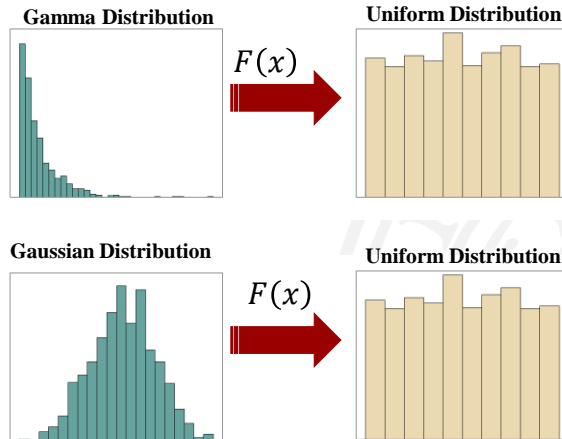 Gamma Distribution
F(x)
Uniform Distribution
Gaussian Distribution
F(x)
Uniform Distribution